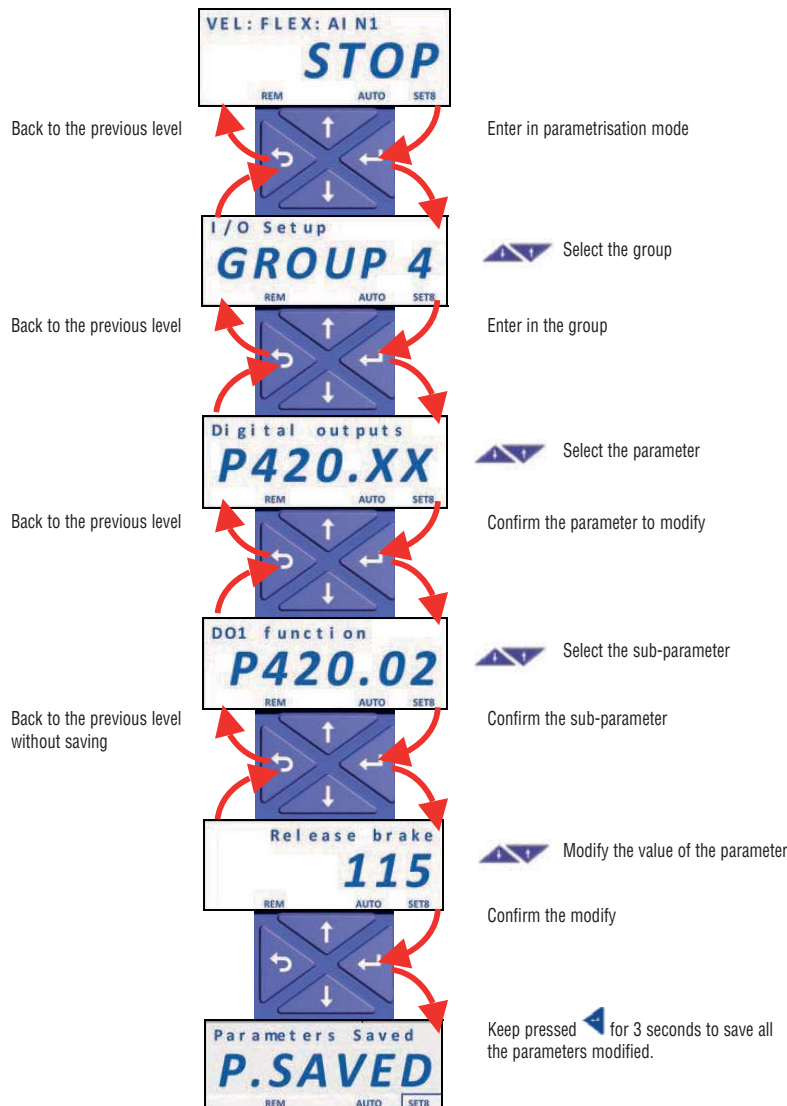 VEL: FLEX: AIN1
STOP
REM AUTO SET8
Back to the previous level
Enter in parametrisation mode
I/O Setup
GROUP 4
REM AUTO SET8
Select the group
Back to the previous level
Enter in the group
Digital outputs
P420.XX
REM AUTO SET8
Select the parameter
Back to the previous level
Confirm the parameter to modify
DO1 function
P420.02
REM AUTO SET8
Select the sub-parameter
Back to the previous level
without saving
Confirm the sub-parameter
Release brake
115
REM AUTO SET8
Modify the value of the parameter
Confirm the modify
Parameters Saved
P.SAVED
REM AUTO SET8
Keep pressed for 3 seconds to save all
the parameters modified.